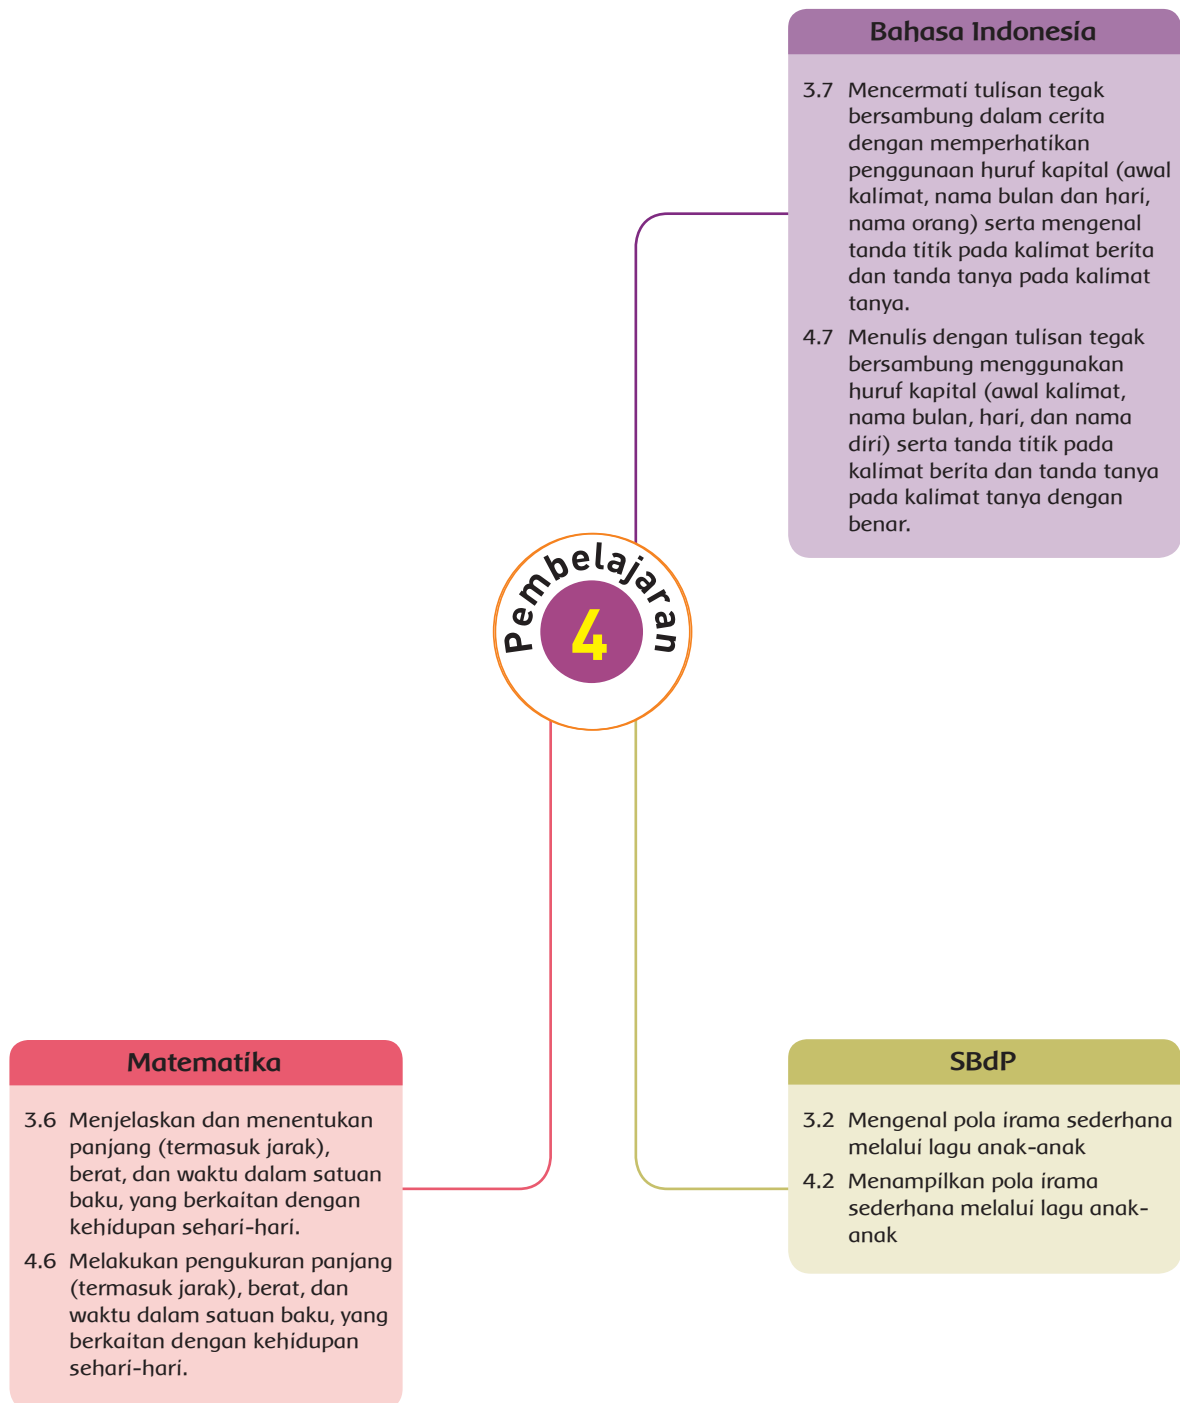 Bahasa Indonesia
3.7 Mencermati tulisan tegak
bersambung dalam cerita
dengan memperhatikan
penggunaan huruf kapital (awal
kalimat, nama bulan dan hari,
nama orang) serta mengenal
tanda titik pada kalimat berita
dan tanda tanya pada kalimat
tanya.
4.7 Menulis dengan tulisan tegak
bersambung menggunakan
huruf kapital (awal kalimat,
nama bulan, hari, dan nama
diri) serta tanda titik pada
kalimat berita dan tanda tanya
pada kalimat tanya dengan
benar.
Pembelajaran
4
Matematika
3.6 Menjelaskan dan menentukan
panjang (termasuk jarak),
berat, dan waktu dalam satuan
baku, yang berkaitan dengan
kehidupan sehari-hari.
4.6 Melakukan pengukuran panjang
(termasuk jarak), berat, dan
waktu dalam satuan baku, yang
berkaitan dengan kehidupan
sehari-hari.
SBdP
3.2 Mengenal pola irama sederhana
melalui lagu anak-anak
4.2 Menampilkan pola irama
sederhana melalui lagu anak-
anak